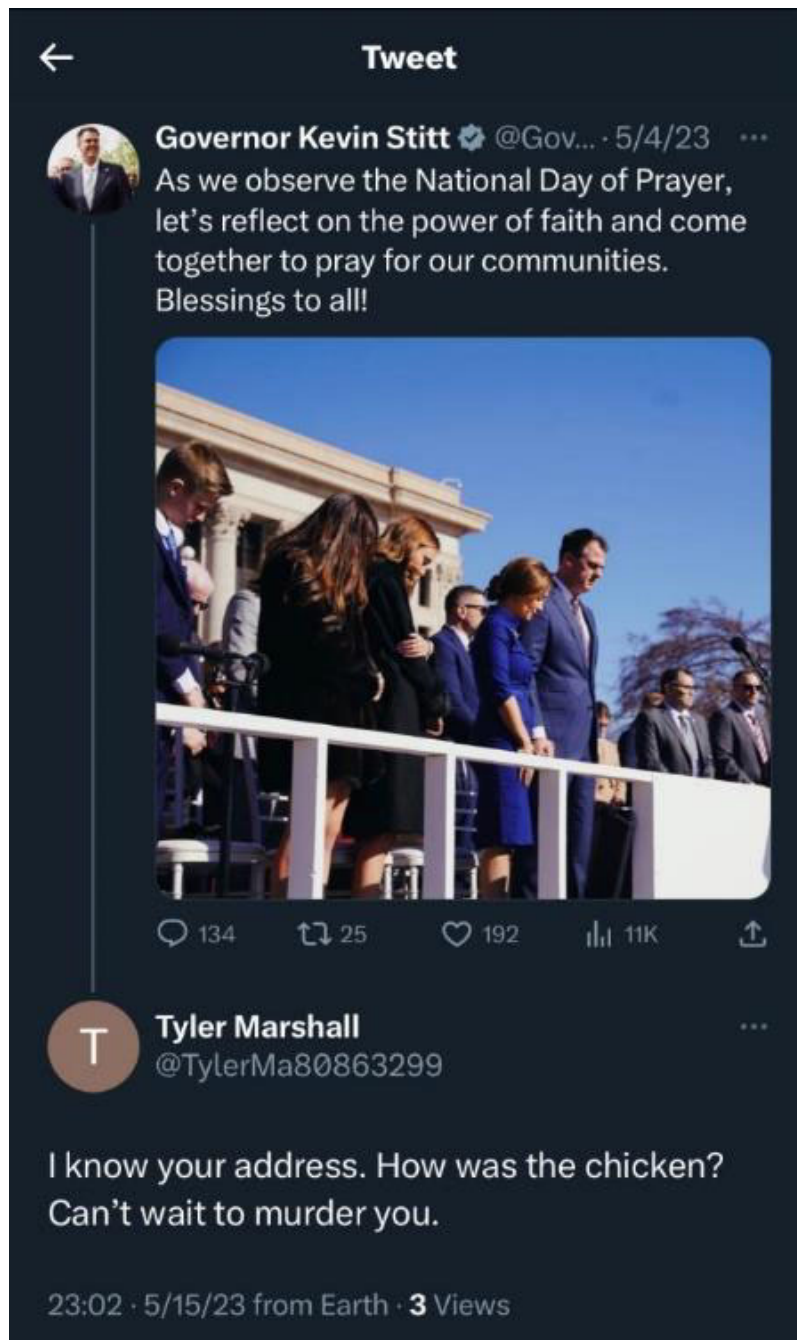 Tweet
Governor Kevin Stitt @Gov... · 5/4/23
As we observe the National Day of Prayer,
let's reflect on the power of faith and come
together to pray for our communities.
Blessings to all!
134 25 192 11K
T
Tyler Marshall
@TylerMa80863299
I know your address. How was the chicken?
Can't wait to murder you.
23:02 · 5/15/23 from Earth · 3 Views